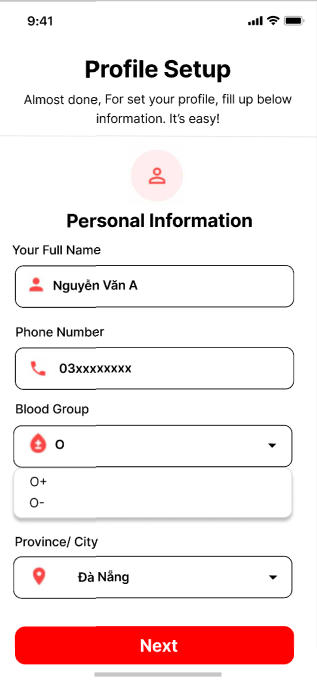 9:41
Profile Setup
Almost done, For set your profile, fill up below
information. It's easy!
Personal Information
Your Full Name
Nguyễn Văn A
Phone Number
03xxxxxxxx
Blood Group
O
O+
O-
Province/ City
Đà Nẵng
Next